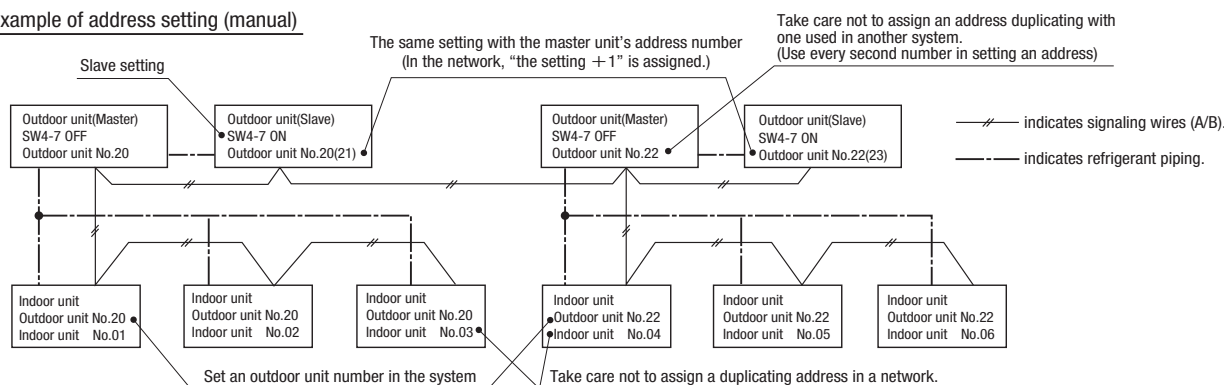 xample of address setting (manual)
Take care not to assign an address duplicating with
one used in another system.
(Use every second number in setting an address)
The same setting with the master unit's address number
(In the network, “the setting +1” is assigned.)
Slave setting
Outdoor unit(Master)
SW4-7 OFF
Outdoor unit No.20
Outdoor unit(Slave)
SW4-7 ON
Outdoor unit No.20(21)
Outdoor unit(Master)
SW4-7 OFF
Outdoor unit No.22
Outdoor unit(Slave)
SW4-7 ON
Outdoor unit No.22(23)
indicates signaling wires (A/B).
indicates refrigerant piping.
Indoor unit
Outdoor unit No.20
Indoor unit No.01
Indoor unit
Outdoor unit No.20
Indoor unit No.02
Indoor unit
Outdoor unit No.20
Indoor unit No.03
Indoor unit
Outdoor unit No.22
Indoor unit No.04
Indoor unit
Outdoor unit No.22
Indoor unit No.05
Indoor unit
Outdoor unit No.22
Indoor unit No.06
Set an outdoor unit number in the system
Take care not to assign a duplicating address in a network.